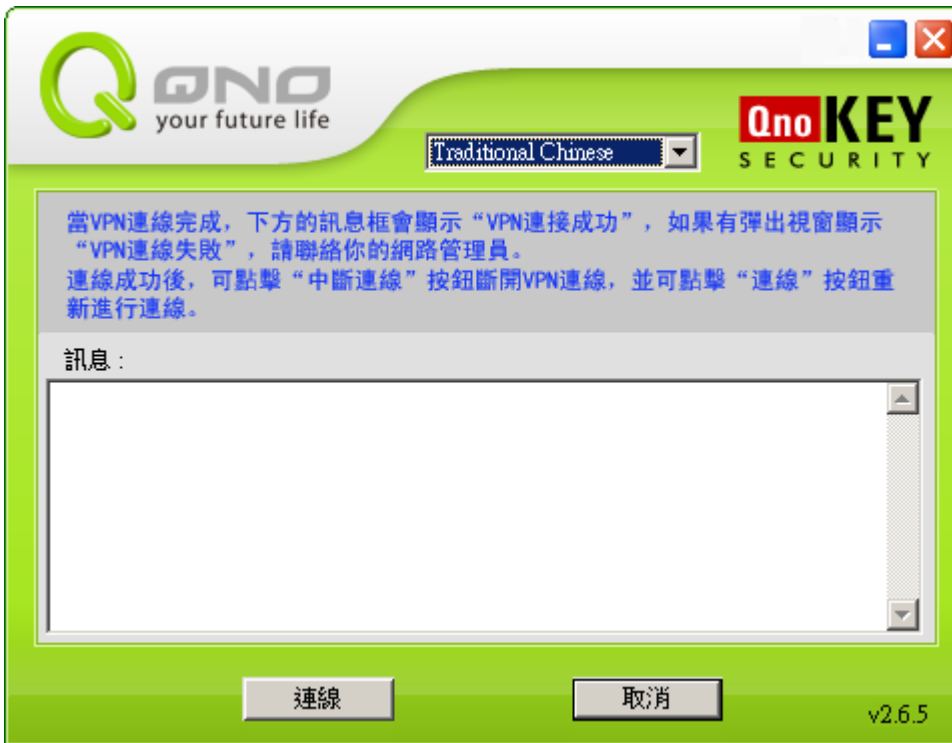 QNO
your future life
Traditional Chinese
Qno KEY
SECURITY
當VPN連線完成，下方的訊息框會顯示“VPN連接成功”，如果有彈出視窗顯示
“VPN連線失敗”，請聯絡你的網路管理員。
連線成功後，可點擊“中斷連線”按鈕斷開VPN連線，並可點擊“連線”按鈕重
新進行連線。
訊息：
連線
取消
v2.6.5